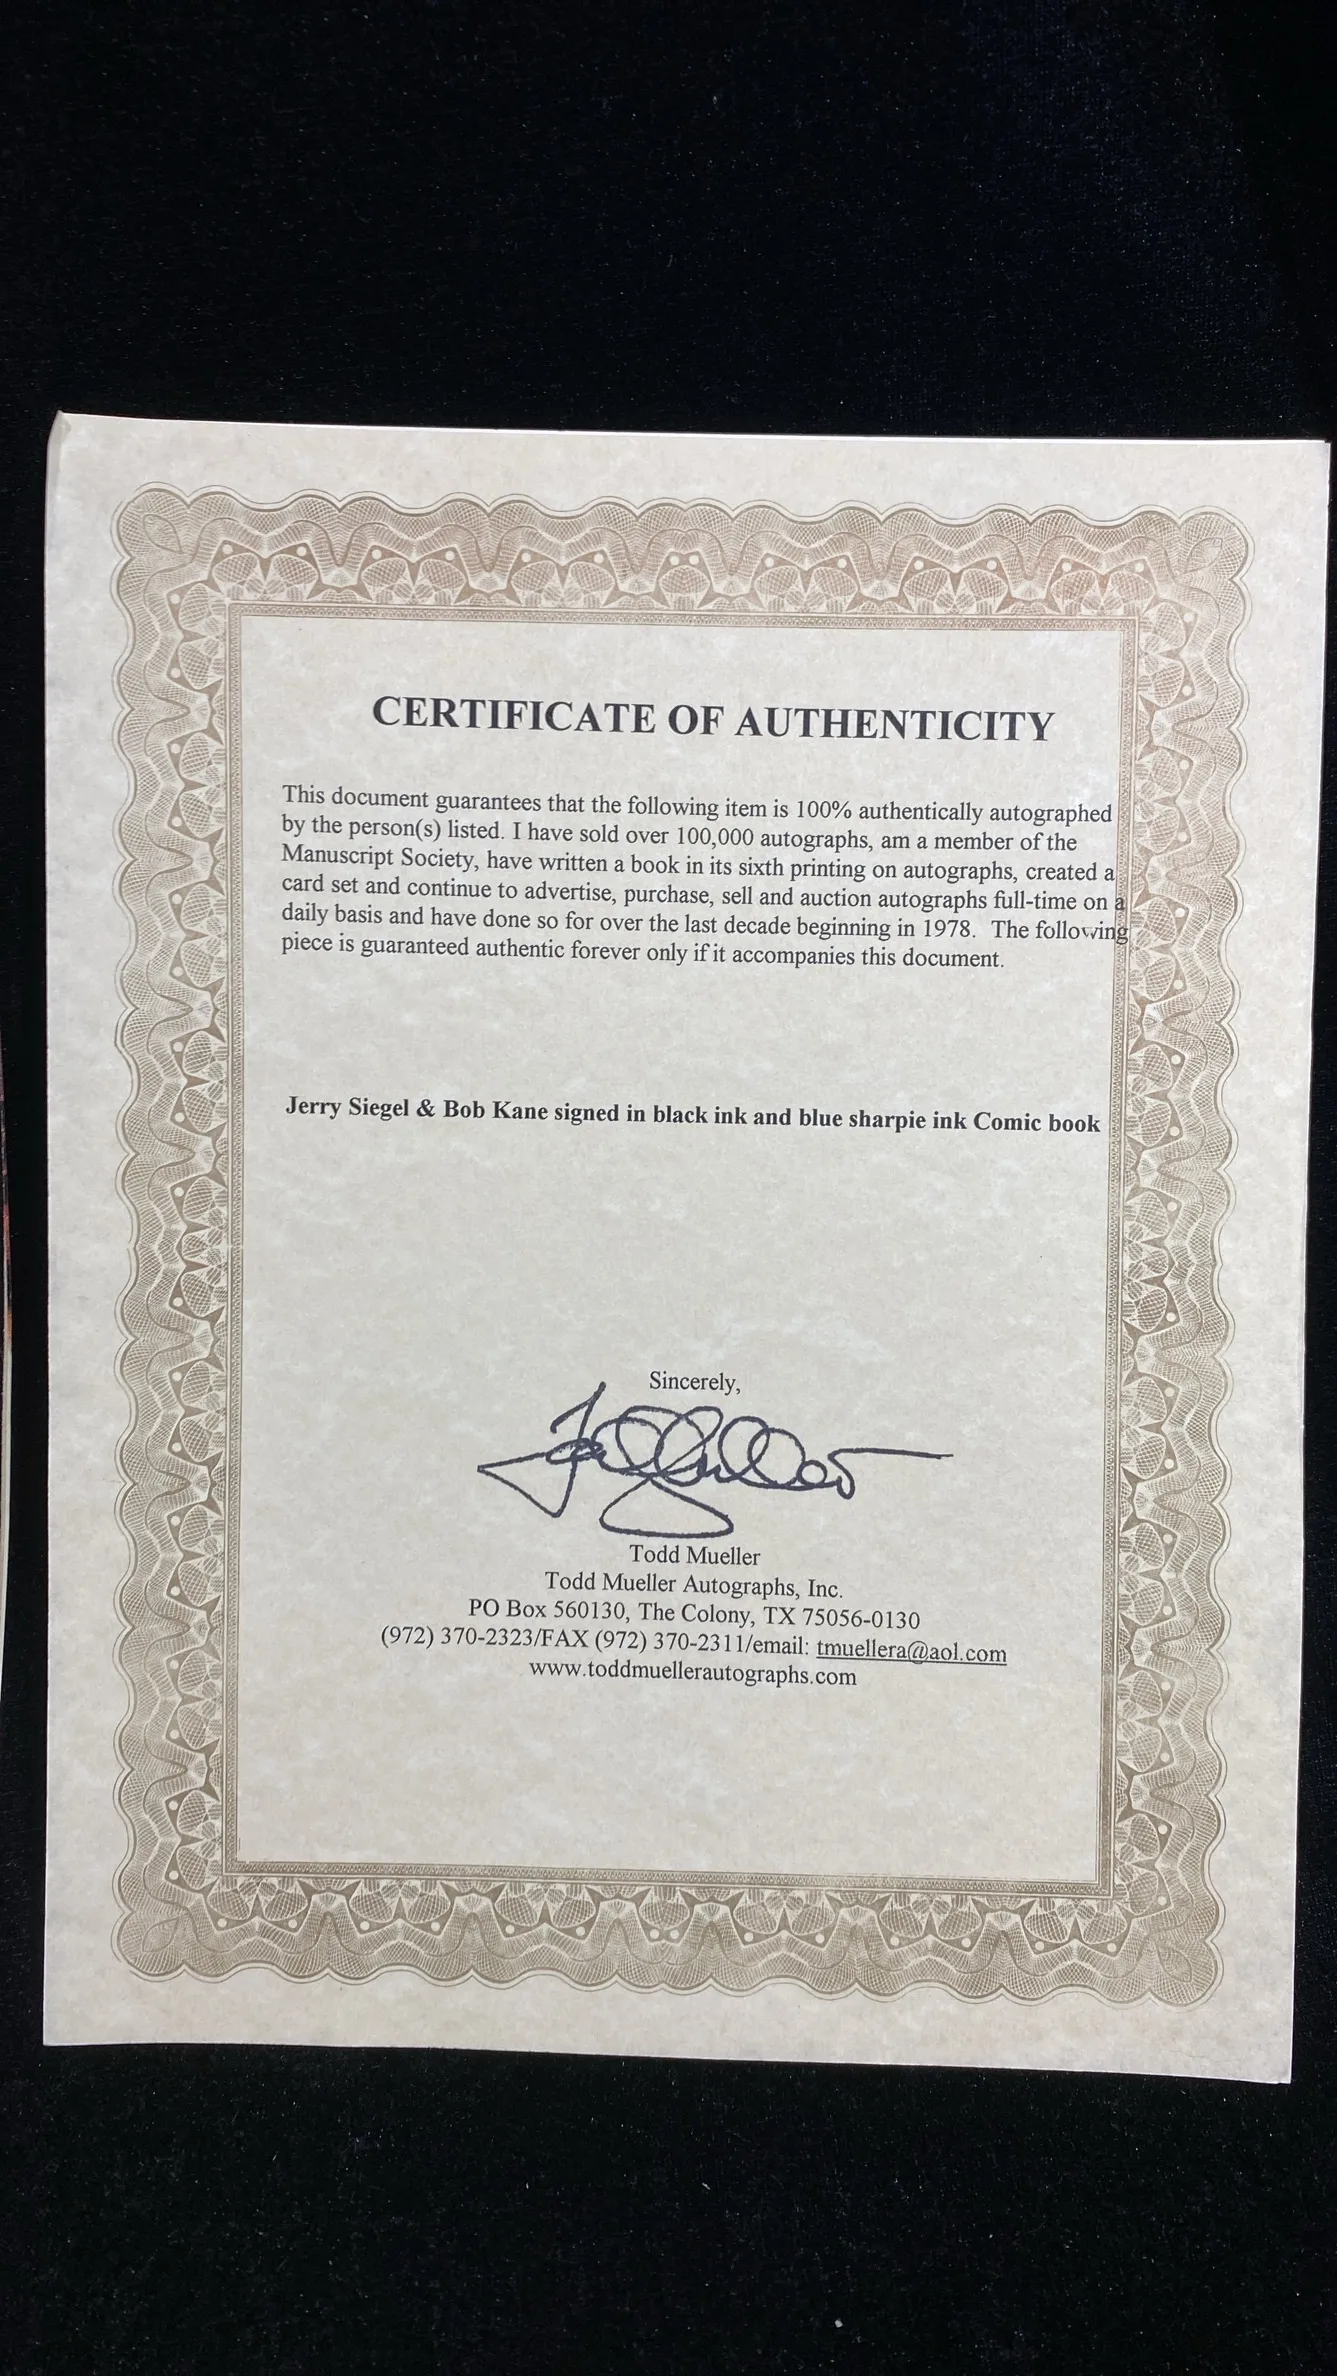 CERTIFICATE OF AUTHENTICITY
This document guarantees that the following item is 100% authentically autographed
by the person(s) listed. I have sold over 100,000 autographs, am a member of the
Manuscript Society, have written a book in its sixth printing on autographs, created a
card set and continue to advertise, purchase, sell and auction autographs full-time on a
daily basis and have done so for over the last decade beginning in 1978.  The following
piece is guaranteed authentic forever only if it accompanies this document.
Jerry Siegel & Bob Kane signed in black ink and blue sharpie ink Comic book
Sincerely,
Todd Mueller
Todd Mueller Autographs, Inc.
PO Box 560130, The Colony, TX 75056-0130
(972) 370-2323/FAX (972) 370-2311/email: tmuellera@aol.com
www.toddmuellerautographs.com